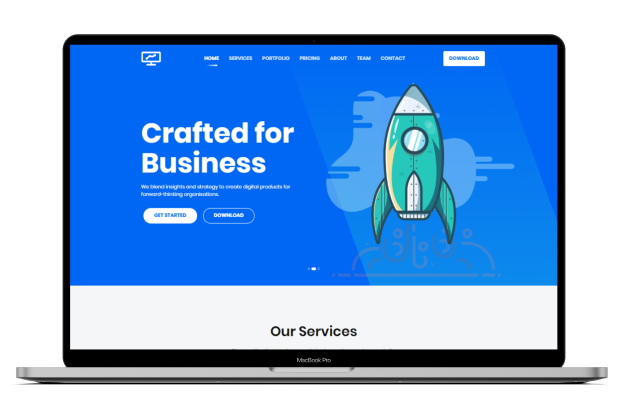 HOME SERVICES PORTFOLIO PRICING ABOUT TEAM CONTACT DOWNLOAD
Crafted for
Business
We blend insights and strategy to create digital products for
forward-thinking organisations.
GET STARTED DOWNLOAD
Our Services
MacBook Pro